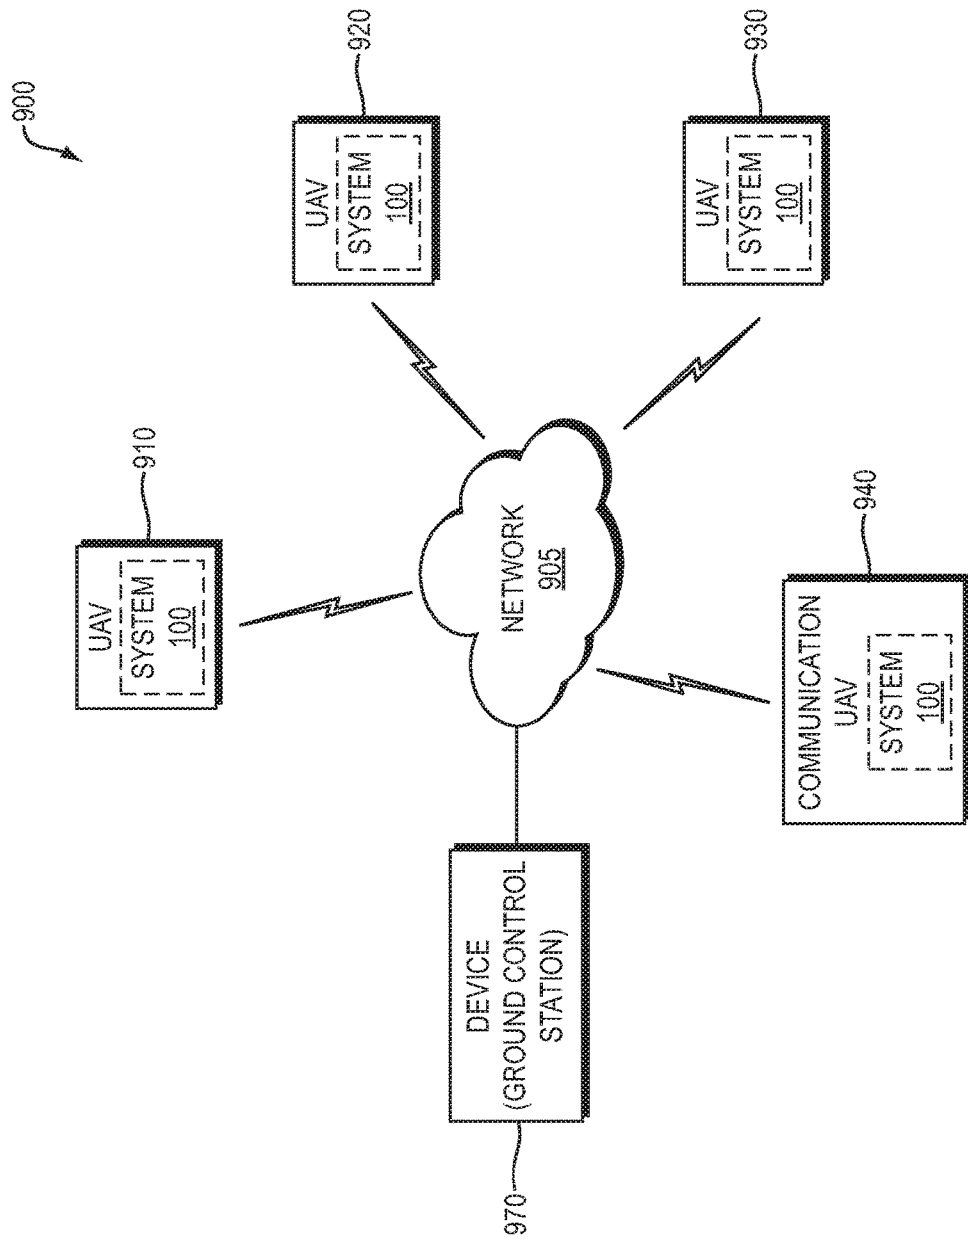 900
UAV
SYSTEM
100
910
UAV
SYSTEM
100
920
UAV
SYSTEM
100
930
NETWORK
905
DEVICE
(GROUND CONTROL
STATION)
970
COMMUNICATION
UAV
SYSTEM
100
940